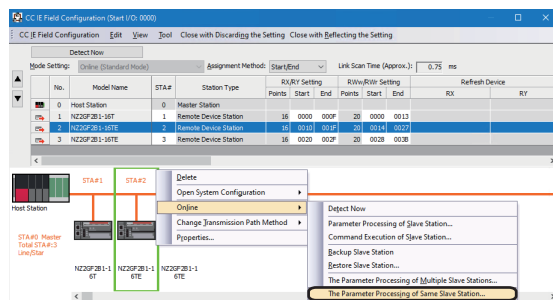 CC IE Field Configuration (Start I/O: 0000)
CC IE Field Configuration Edit View Tool Close with Discarding the Setting Close with Reflecting the Setting
Detect Now
Mode Setting: Online (Standard Mode) Assignment Method: Start/End Link Scan Time (Approx.): 0.75 ms
No. Model Name STA# Station Type RX/RY Setting RWw/RWr Setting Refresh Device
Points Start End Points Start End RX RY
0 Host Station 0 Master Station
1 NZ2GF2B1-16T 1 Remote Device Station 16 0000 000F 20 0000 0013
2 NZ2GF2B1-16TE 2 Remote Device Station 16 0010 001F 20 0014 0027
3 NZ2GF2B1-16TE 3 Remote Device Station 16 0020 002F 20 0028 003B
STA#1 STA#2
Host Station
STA#0 Master
Total STA#:3
Line/Star
NZ2GF2B1-1
6T
NZ2GF2B1-1
6TE
NZ2GF2B1-1
6TE
Delete
Open System Configuration
Online
Change Transmission Path Method
Properties...
Detect Now
Parameter Processing of Slave Station...
Command Execution of Slave Station...
Backup Slave Station
Restore Slave Station...
The Parameter Processing of Multiple Slave Stations...
The Parameter Processing of Same Slave Station...